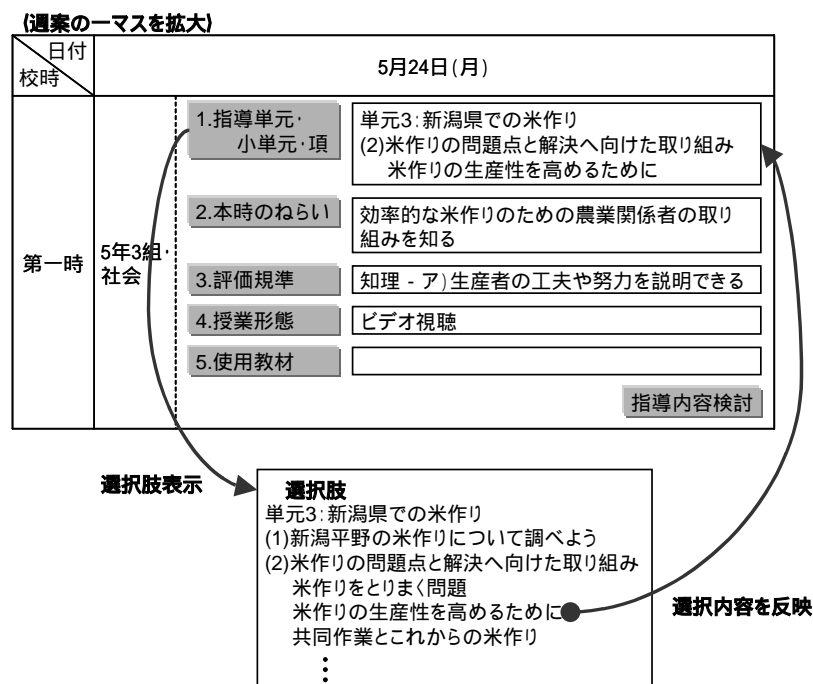 (週案の一マスを拡大)
日付
校時
5月24日(月)
第一時
5年3組・
社会
1.指導単元・
小単元・項
単元3:新潟県での米作り
(2)米作りの問題点と解決へ向けた取り組み
米作りの生産性を高めるために
2.本時のねらい
効率的な米作りのための農業関係者の取り
組みを知る
3.評価規準
知理 - ア)生産者の工夫や努力を説明できる
4.授業形態
ビデオ視聴
5.使用教材
指導内容検討
選択肢表示
選択肢
単元3:新潟県での米作り
(1)新潟平野の米作りについて調べよう
(2)米作りの問題点と解決へ向けた取り組み
米作りをとりまく問題
米作りの生産性を高めるために
共同作業とこれからの米作り
⋮
選択内容を反映